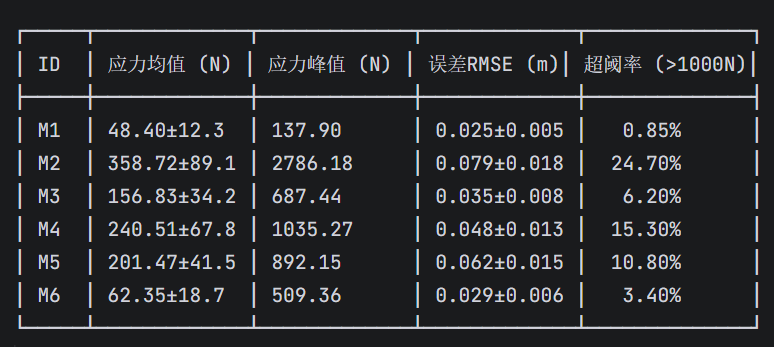 ID 应力均值 (N) 应力峰值 (N) 误差RMSE (m) 超阈率 (>1000N)
M1 48.40±12.3 137.90 0.025±0.005 0.85%
M2 358.72±89.1 2786.18 0.079±0.018 24.70%
M3 156.83±34.2 687.44 0.035±0.008 6.20%
M4 240.51±67.8 1035.27 0.048±0.013 15.30%
M5 201.47±41.5 892.15 0.062±0.015 10.80%
M6 62.35±18.7 509.36 0.029±0.006 3.40%